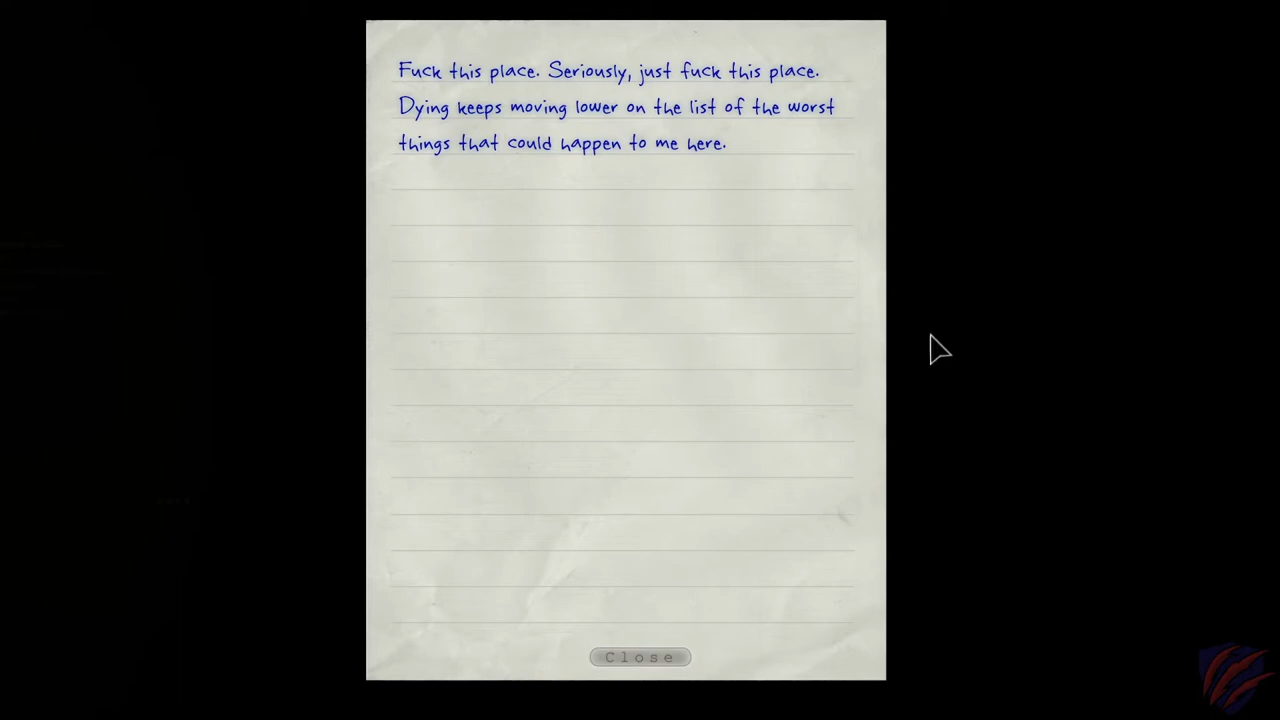 Fuck this place. Seriously, just fuck this place.
Dying keeps moving lower on the list of the worst
things that could happen to me here.
Close